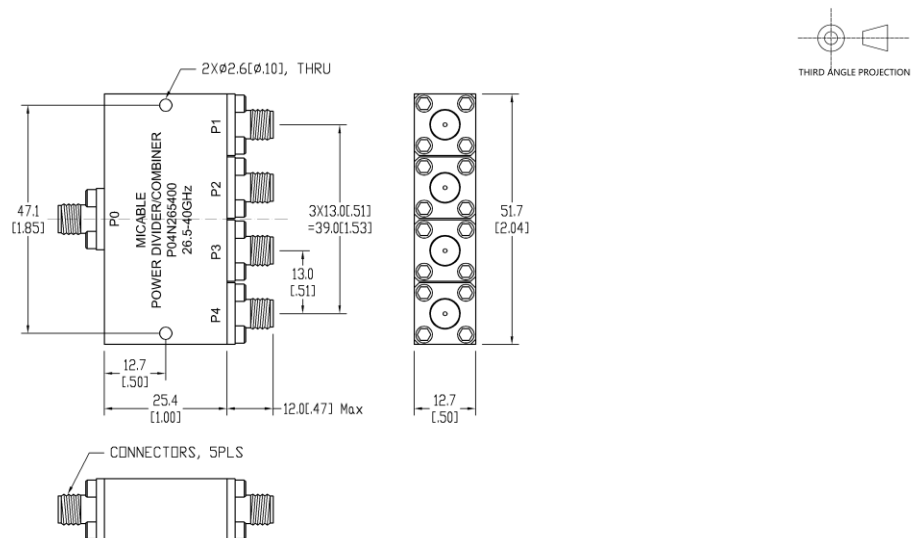 THIRD ANGLE PROJECTION
2XØ2.6[Ø.10], THRU
P1
P2
P3
P4
P0
MICABLE
POWER DIVIDER/COMBINER
P04N265400
26.5-40GHz
47.1
[1.85]
3X13.0[.51]
=39.0[1.53]
13.0
[.51]
51.7
[2.04]
12.7
[.50]
25.4
[1.00]
12.0[.47] Max
12.7
[.50]
CONNECTORS, 5PLS